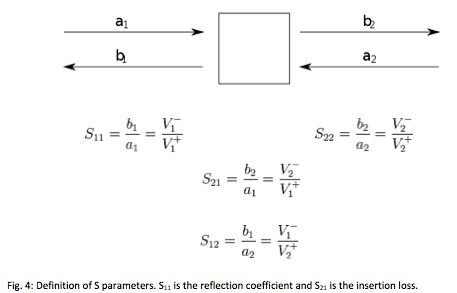 a₁ b₂
b₁ a₂
S₁₁ = b₁/a₁ = V₁⁻/V₁⁺ S₂₂ = b₂/a₂ = V₂⁻/V₂⁺
S₂₁ = b₂/a₁ = V₂⁻/V₁⁺
S₁₂ = b₁/a₂ = V₁⁻/V₂⁺
Fig. 4: Definition of S parameters. S₁₁ is the reflection coefficient and S₂₁ is the insertion loss.